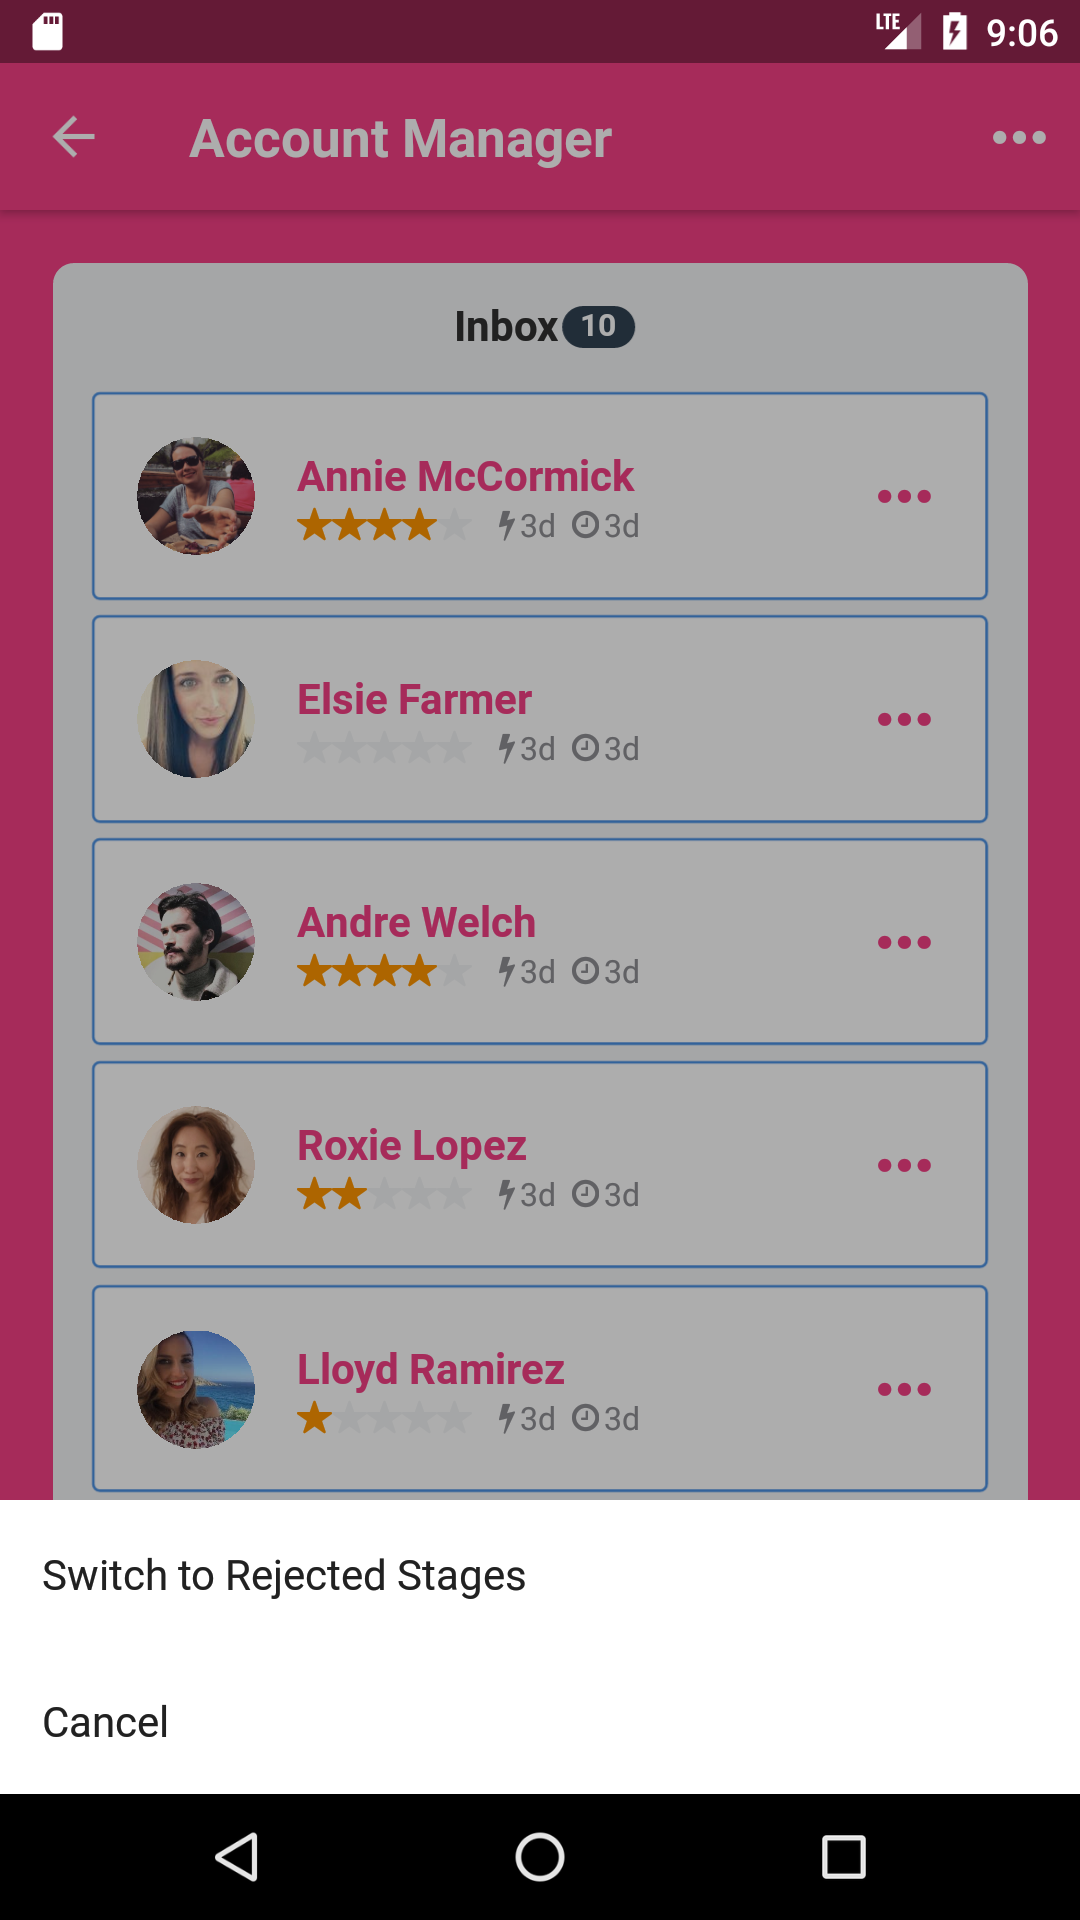 LTE 9:06
Account Manager
Inbox 10
Annie McCormick
3d 3d
Elsie Farmer
3d 3d
Andre Welch
3d 3d
Roxie Lopez
3d 3d
Lloyd Ramirez
3d 3d
Switch to Rejected Stages
Cancel